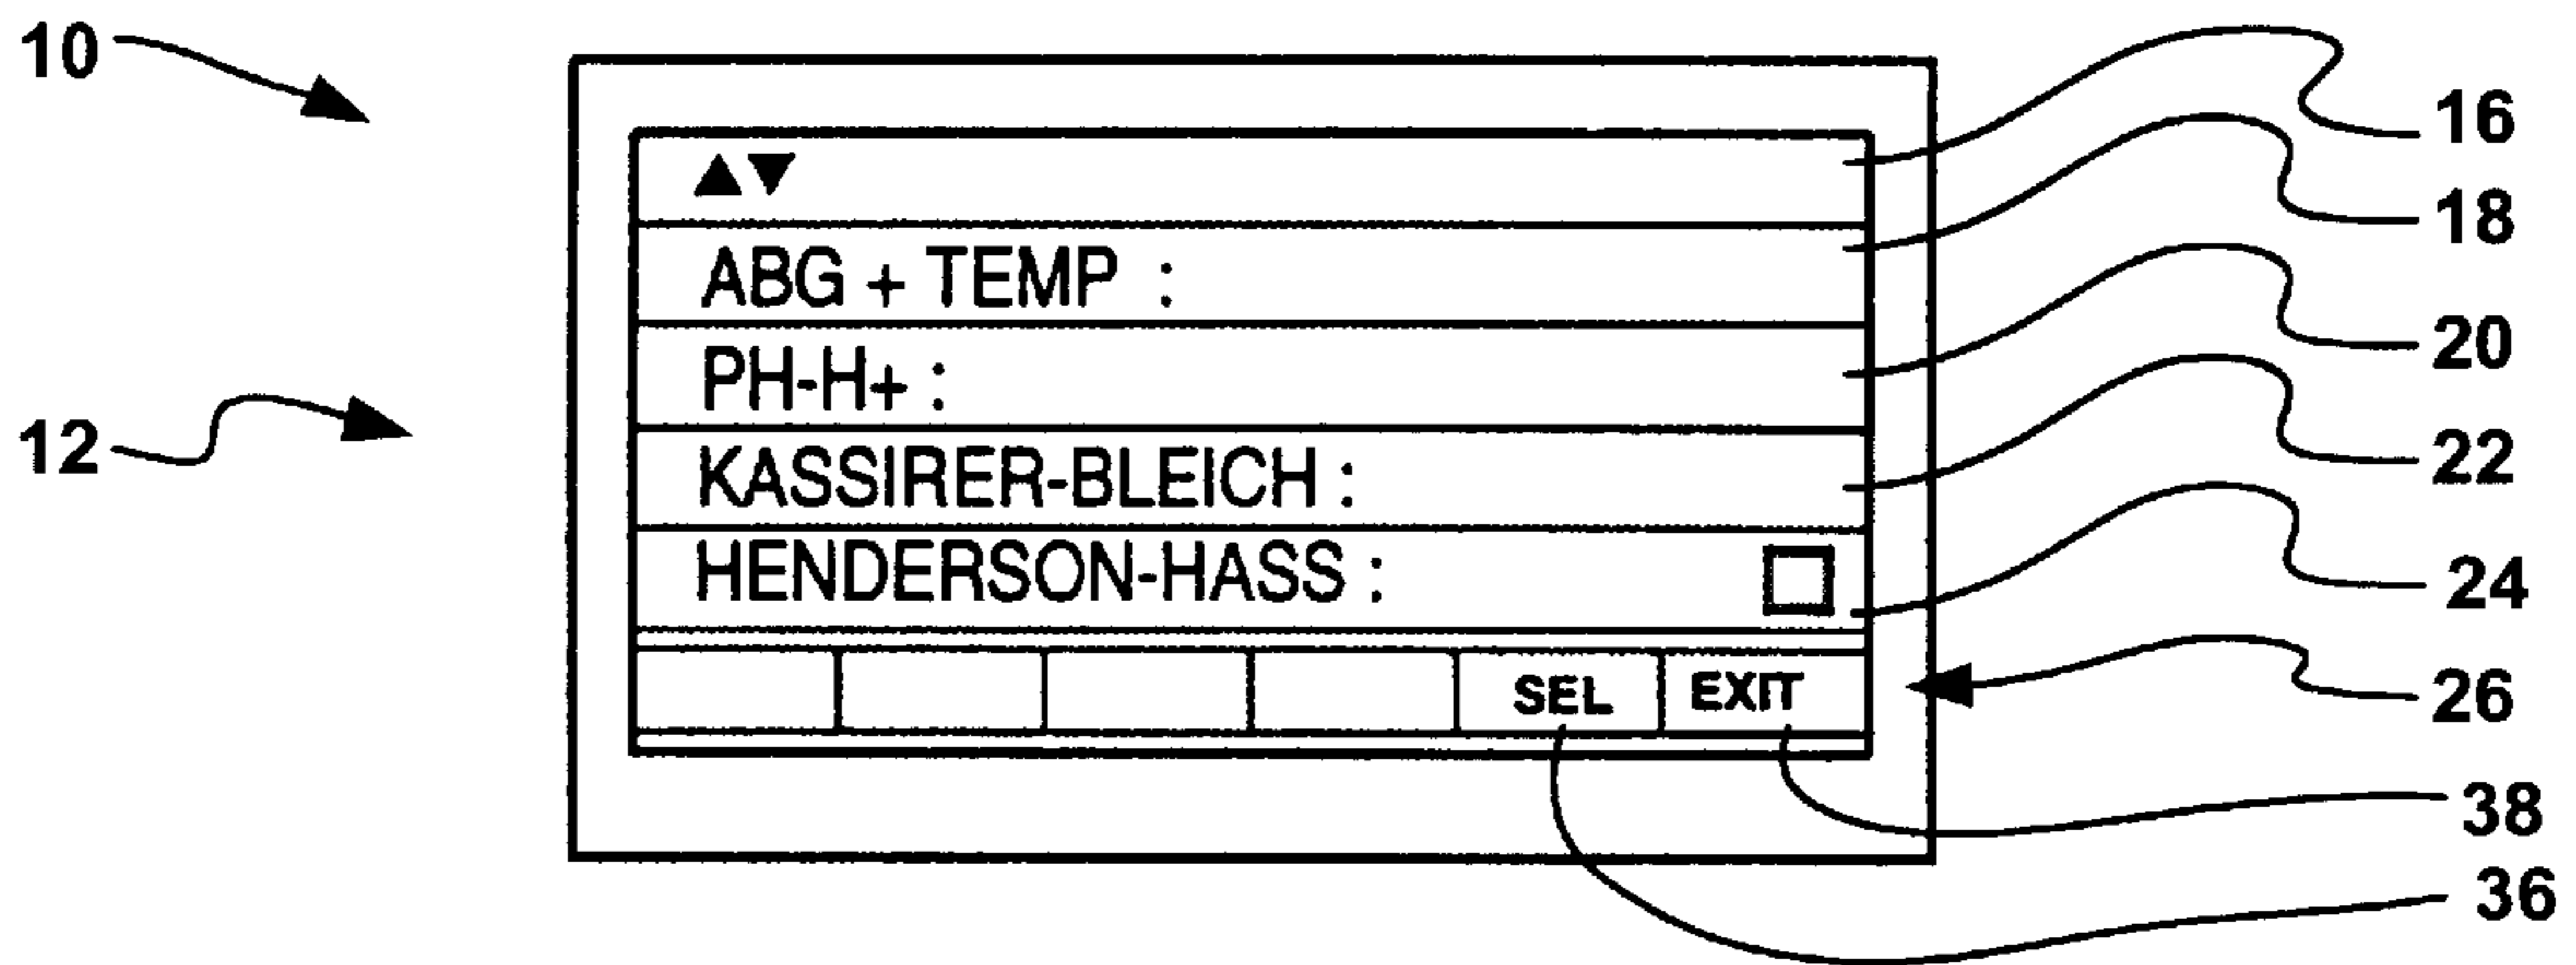 10
16
▲▼
18
ABG + TEMP :
20
PH-H+ :
12
22
KASSIRER-BLEICH :
24
HENDERSON-HASS :
26
SEL EXIT
38
36